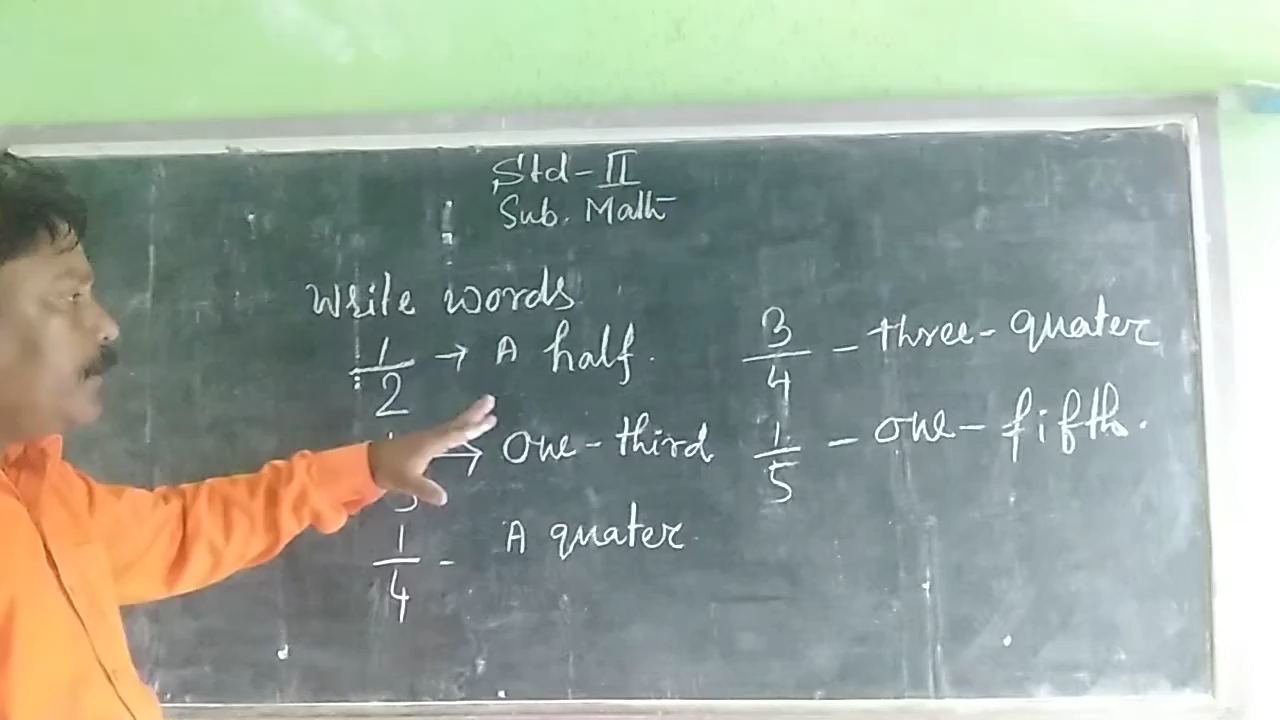 Std - II
Sub. Math
Write words
1/2 → A half.
→ One - third
1/4 - A quater
3/4 - three - quater
1/5 - one - fifth.